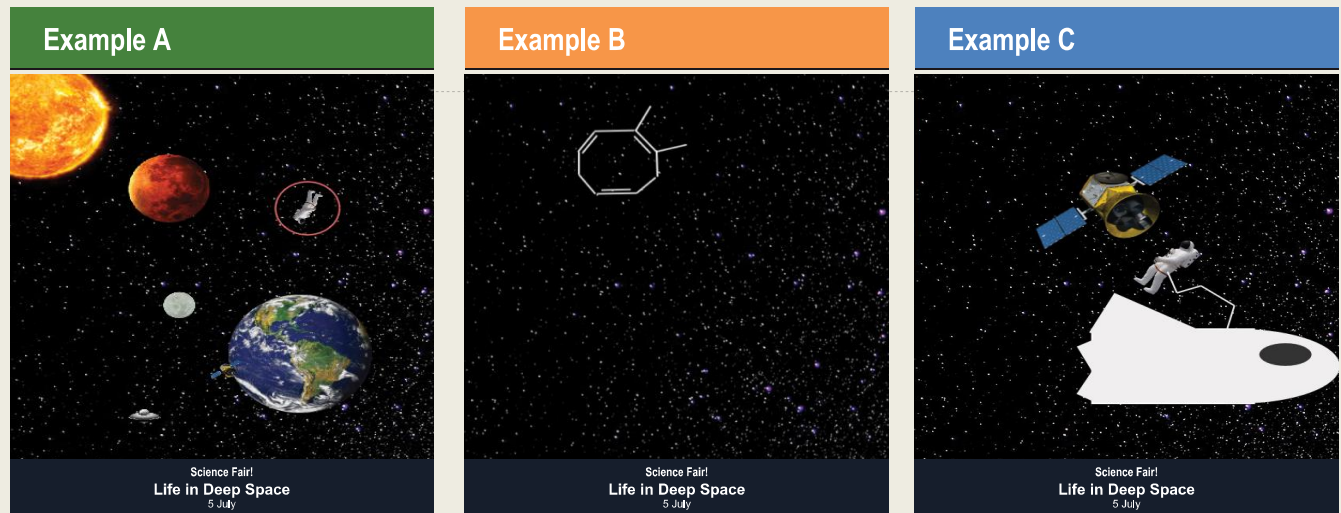 Example A
Example B
Example C
Science Fair!
Life in Deep Space
5 July
Science Fair!
Life in Deep Space
5 July
Science Fair!
Life in Deep Space
5 July